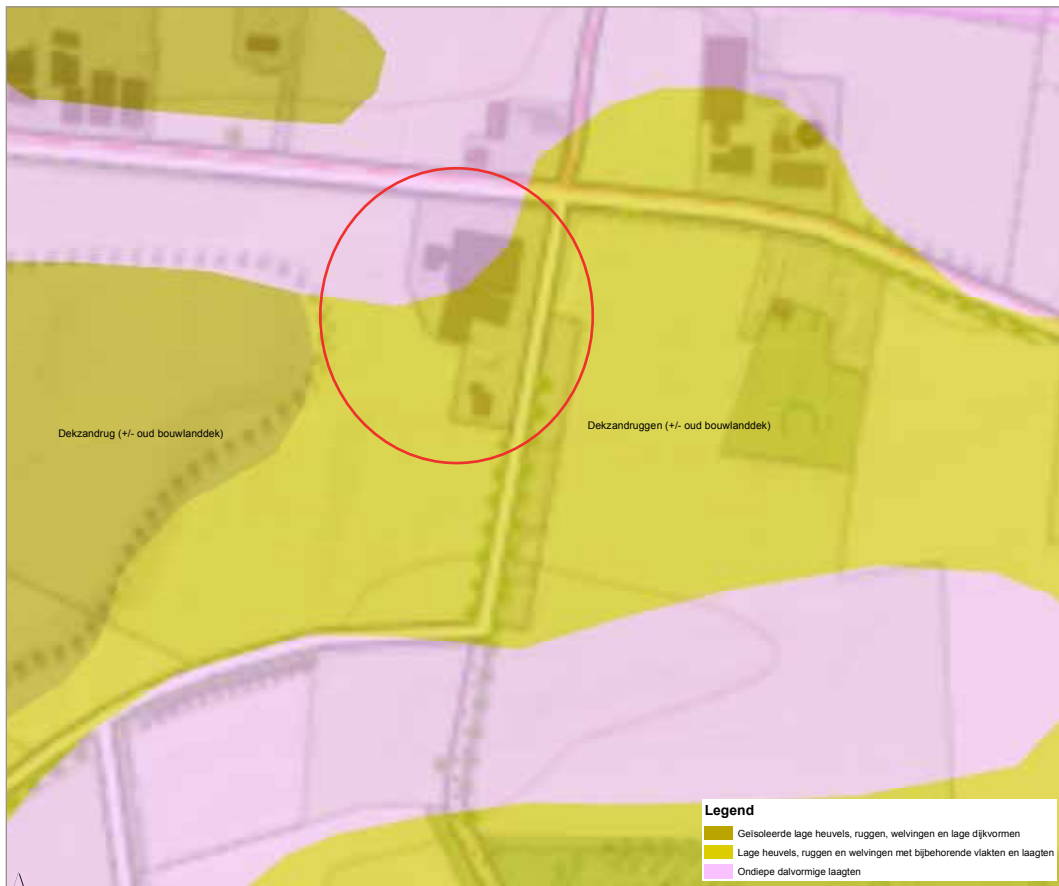 Dekzandrug (+/- oud bouwlanddek)
Dekzandruggen (+/- oud bouwlanddek)
Legend
Geïsoleerde lage heuvels, ruggen, welvingen en lage dijkvormen
Lage heuvels, ruggen en welvingen met bijbehorende vlakten en laagten
Ondiepe dalvormige laagten